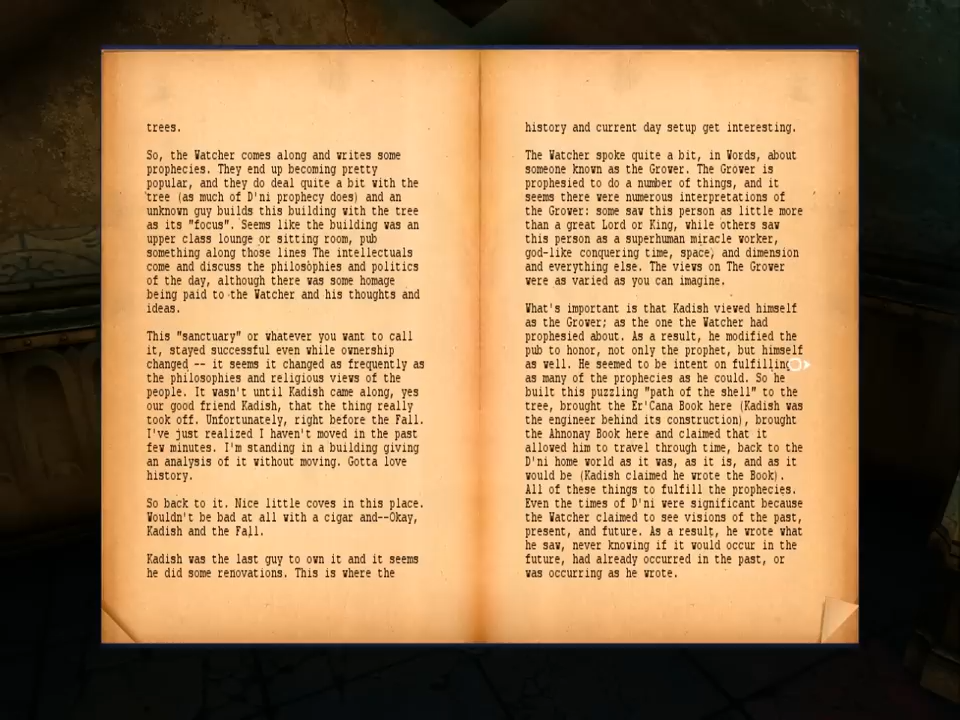 trees.
So, the Watcher comes along and writes some
prophecies. They end up becoming pretty
popular, and they do deal quite a bit with the
tree (as much of D'ni prophecy does) and an
unknown guy builds this building with the tree
as its "focus". Seems like the building was an
upper class lounge or sitting room, pub
something along those lines The intellectuals
come and discuss the philosophies and politics
of the day, although there was some homage
being paid to the Watcher and his thoughts and
ideas.
This "sanctuary" or whatever you want to call
it, stayed successful even while ownership
changed -- it seems it changed as frequently as
the philosophies and religious views of the
people. It wasn't until Kadish came along, yes
our good friend Kadish, that the thing really
took off. Unfortunately, right before the Fall.
I've just realized I haven't moved in the past
few minutes. I'm standing in a building giving
an analysis of it without moving. Gotta love
history.
So back to it. Nice little coves in this place.
Wouldn't be bad at all with a cigar and--Okay,
Kadish and the Fall.
Kadish was the last guy to own it and it seems
he did some renovations. This is where the
history and current day setup get interesting.
The Watcher spoke quite a bit, in Words, about
someone known as the Grower. The Grower is
prophesied to do a number of things, and it
seems there were numerous interpretations of
the Grower: some saw this person as little more
than a great Lord or King, while others saw
this person as a superhuman miracle worker,
god-like conquering time, space, and dimension
and everything else. The views on The Grower
were as varied as you can imagine.
What's important is that Kadish viewed himself
as the Grower; as the one the Watcher had
prophesied about. As a result, he modified the
pub to honor, not only the prophet, but himself
as well. He seemed to be intent on fulfilling
as many of the prophecies as he could. So he
built this puzzling "path of the shell" to the
tree, brought the Er'Cana Book here (Kadish was
the engineer behind its construction), brought
the Ahnonay Book here and claimed that it
allowed him to travel through time, back to the
D'ni home world as it was, as it is, and as it
would be (Kadish claimed he wrote the Book).
All of these things to fulfill the prophecies.
Even the times of D'ni were significant because
the Watcher claimed to see visions of the past,
present, and future. As a result, he wrote what
he saw, never knowing if it would occur in the
future, had already occurred in the past, or
was occurring as he wrote.